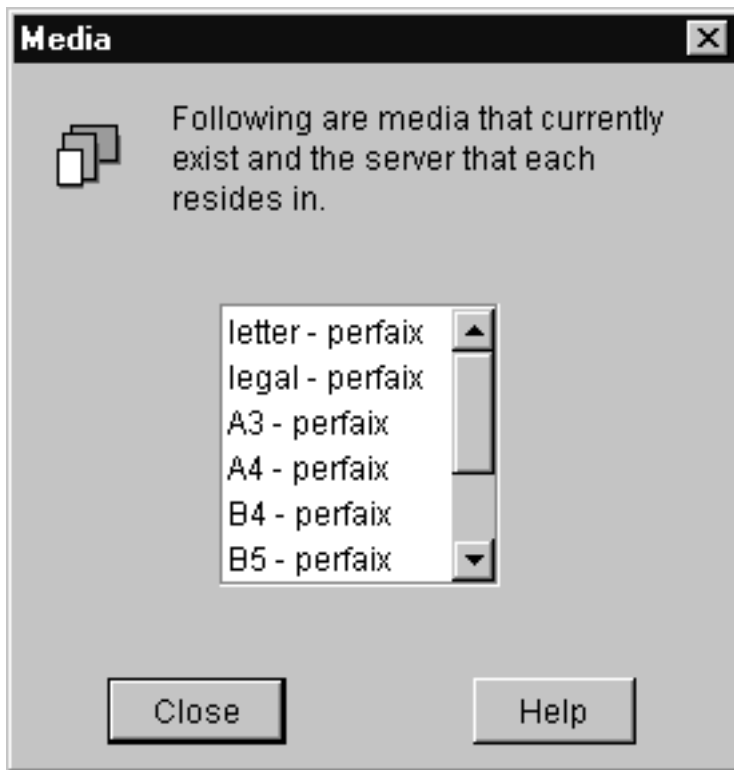 Media
Following are media that currently
exist and the server that each
resides in.
letter - perfaix
legal - perfaix
A3 - perfaix
A4 - perfaix
B4 - perfaix
B5 - perfaix
Close
Help